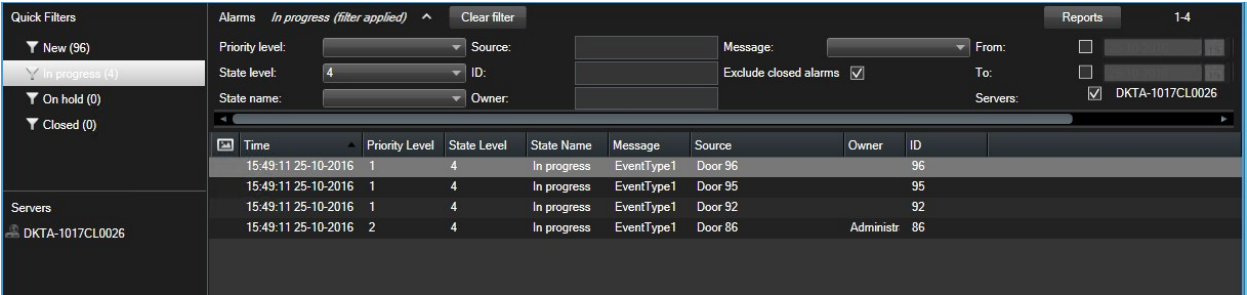 Quick Filters
New (96)
In progress (4)
On hold (0)
Closed (0)
Servers
DKTA-1017CL0026
Alarms In progress (filter applied) Clear filter Reports 1-4
Priority level: Source: Message: From:
State level: 4 ID: Exclude closed alarms To:
State name: Owner: Servers: DKTA-1017CL0026
Time Priority Level State Level State Name Message Source Owner ID
15:49:11 25-10-2016 1 4 In progress EventType1 Door 96 96
15:49:11 25-10-2016 1 4 In progress EventType1 Door 95 95
15:49:11 25-10-2016 1 4 In progress EventType1 Door 92 92
15:49:11 25-10-2016 2 4 In progress EventType1 Door 86 Administr 86